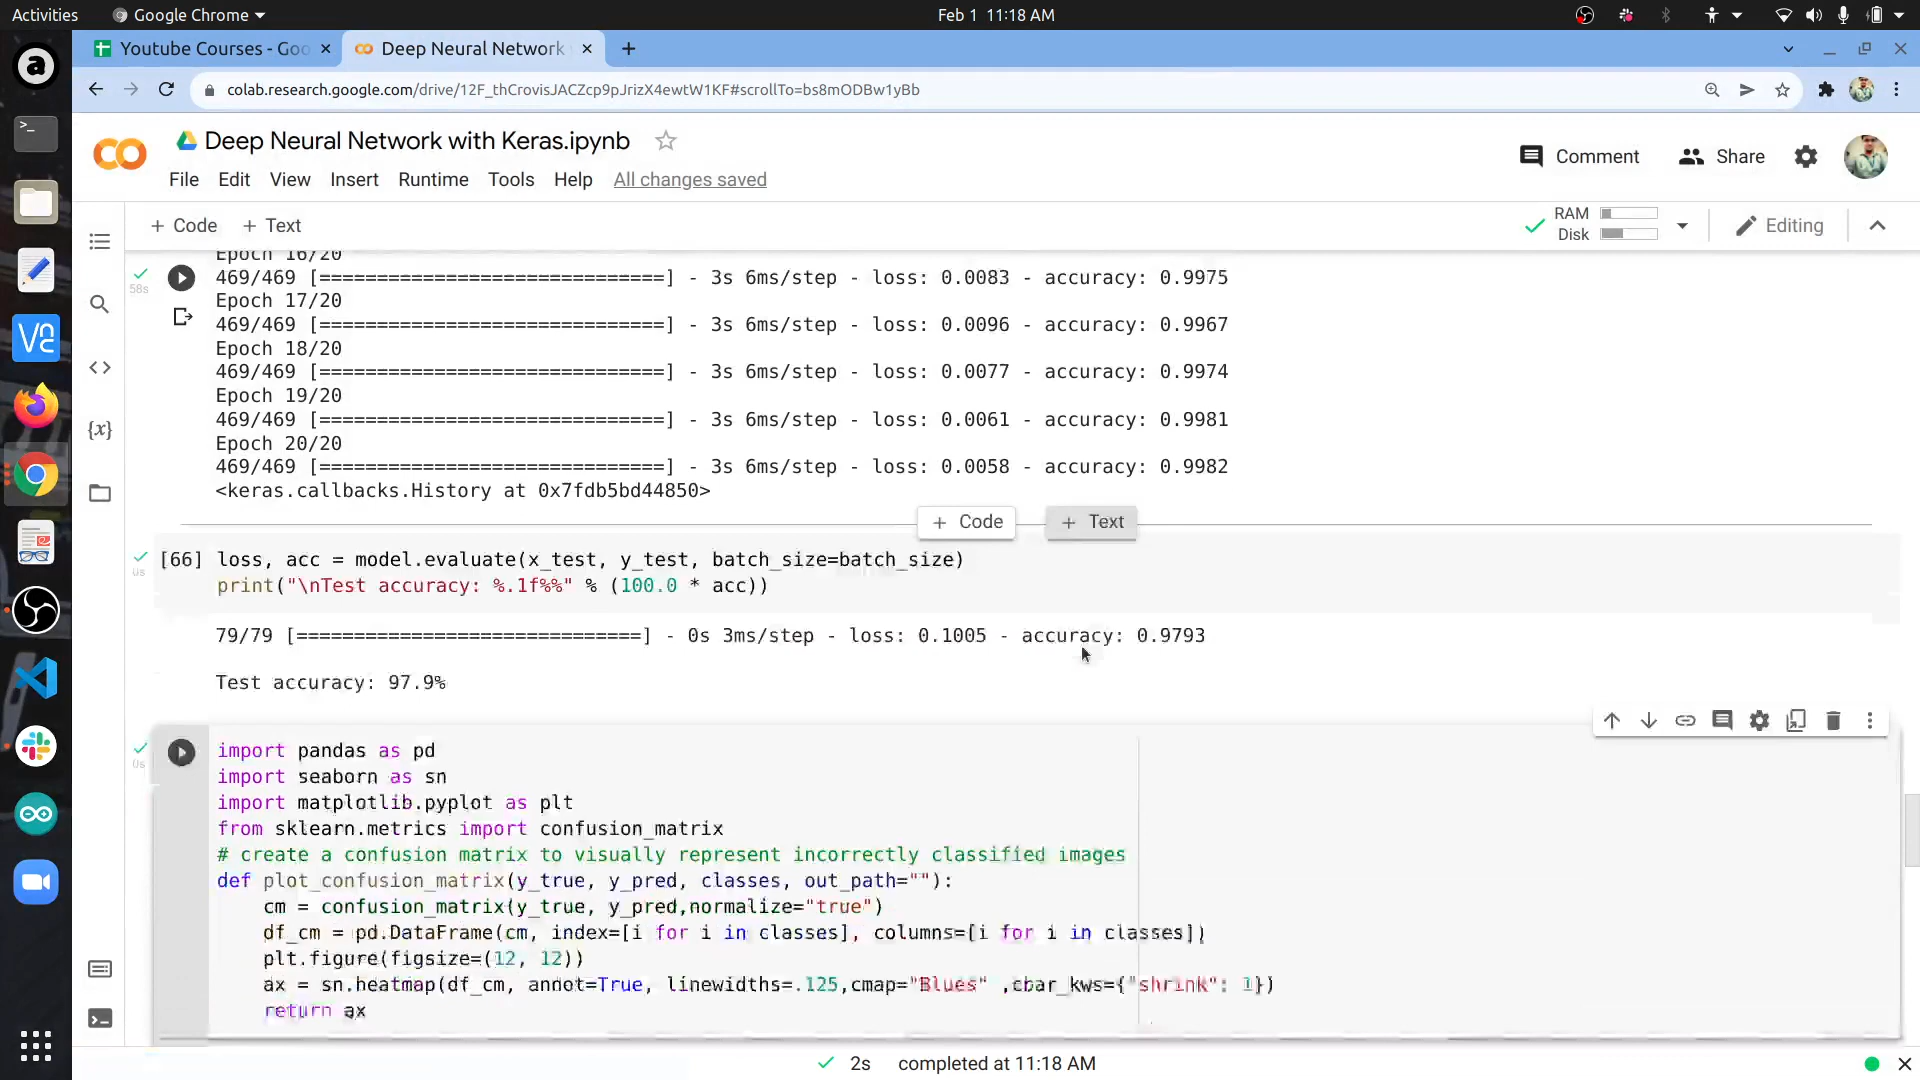 Activities
Google Chrome
Feb 1 11:18 AM
Youtube Courses - Goo
Deep Neural Network
colab.research.google.com/drive/12F_thCrovisJACZcp9pJrizX4ewtW1KF#scrollTo=bs8mODBw1yBb
Deep Neural Network with Keras.ipynb
Comment
Share
File Edit View Insert Runtime Tools Help All changes saved
+ Code + Text
RAM
Disk
Editing
Epoch 16/20
469/469 [==============================] - 3s 6ms/step - loss: 0.0083 - accuracy: 0.9975
58s
Epoch 17/20
469/469 [==============================] - 3s 6ms/step - loss: 0.0096 - accuracy: 0.9967
Epoch 18/20
469/469 [==============================] - 3s 6ms/step - loss: 0.0077 - accuracy: 0.9974
Epoch 19/20
469/469 [==============================] - 3s 6ms/step - loss: 0.0061 - accuracy: 0.9981
Epoch 20/20
469/469 [==============================] - 3s 6ms/step - loss: 0.0058 - accuracy: 0.9982
<keras.callbacks.History at 0x7fdb5bd44850>
+ Code + Text
[66] loss, acc = model.evaluate(x_test, y_test, batch_size=batch_size)
0s
print("\nTest accuracy: %.1f%%" % (100.0 * acc))
79/79 [==============================] - 0s 3ms/step - loss: 0.1005 - accuracy: 0.9793
Test accuracy: 97.9%
import pandas as pd
0s
import seaborn as sn
import matplotlib.pyplot as plt
from sklearn.metrics import confusion_matrix
# create a confusion matrix to visually represent incorrectly classified images
def plot_confusion_matrix(y_true, y_pred, classes, out_path=""):
cm = confusion_matrix(y_true, y_pred,normalize="true")
df_cm = pd.DataFrame(cm, index=[i for i in classes], columns=[i for i in classes])
plt.figure(figsize=(12, 12))
ax = sn.heatmap(df_cm, annot=True, linewidths=.125,cmap="Blues" ,cbar_kws={"shrink": 1})
return ax
2s completed at 11:18 AM